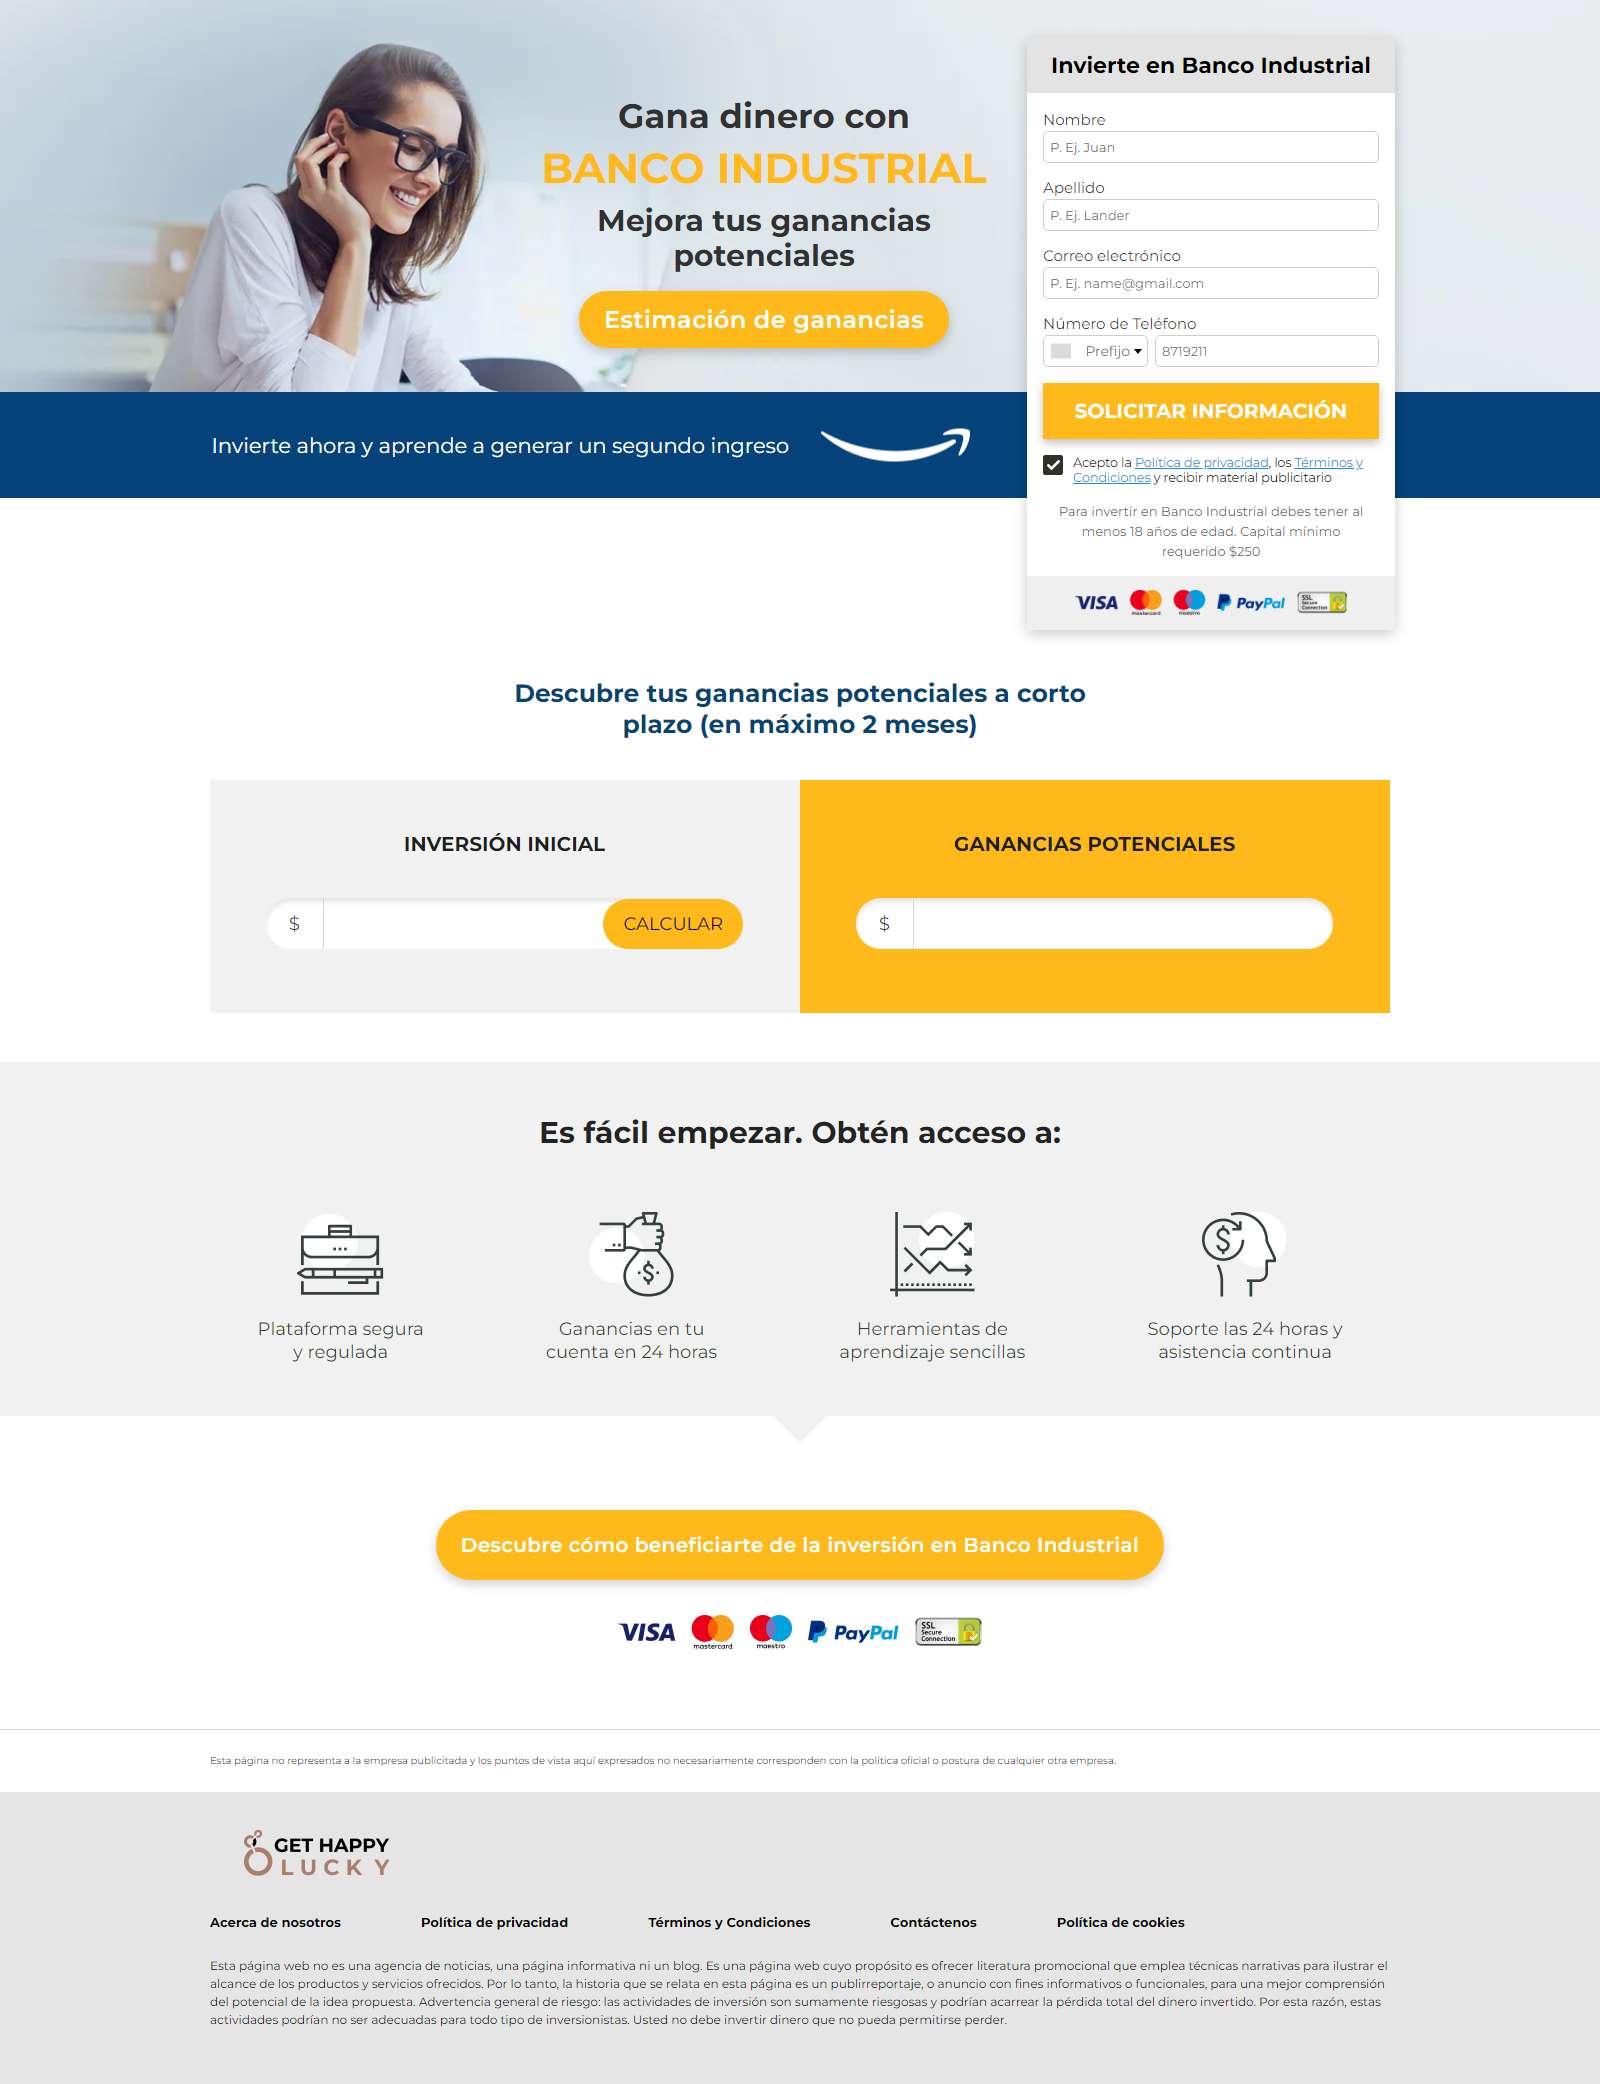 Gana dinero con
BANCO INDUSTRIAL
Mejora tus ganancias
potenciales
Estimación de ganancias
Invierte en Banco Industrial
Nombre
P. Ej. Juan
Apellido
P. Ej. Lander
Correo electrónico
P. Ej. name@gmail.com
Número de Teléfono
Prefijo
8719211
SOLICITAR INFORMACIÓN
Acepto la Política de privacidad, los Términos y
Condiciones y recibir material publicitario
Para invertir en Banco Industrial debes tener al
menos 18 años de edad. Capital mínimo
requerido $250
VISA mastercard maestro PayPal SSL Secure Connection
Invierte ahora y aprende a generar un segundo ingreso
Descubre tus ganancias potenciales a corto
plazo (en máximo 2 meses)
INVERSIÓN INICIAL
$
CALCULAR
GANANCIAS POTENCIALES
$
Es fácil empezar. Obtén acceso a:
Plataforma segura
y regulada
Ganancias en tu
cuenta en 24 horas
Herramientas de
aprendizaje sencillas
Soporte las 24 horas y
asistencia continua
Descubre cómo beneficiarte de la inversión en Banco Industrial
VISA mastercard maestro PayPal SSL Secure Connection
Esta página no representa a la empresa publicitada y los puntos de vista aquí expresados no necesariamente corresponden con la política oficial o postura de cualquier otra empresa.
GET HAPPY
LUCKY
Acerca de nosotros
Política de privacidad
Términos y Condiciones
Contáctenos
Política de cookies
Esta página web no es una agencia de noticias, una página informativa ni un blog. Es una página web cuyo propósito es ofrecer literatura promocional que emplea técnicas narrativas para ilustrar el
alcance de los productos y servicios ofrecidos. Por lo tanto, la historia que se relata en esta página es un publirreportaje, o anuncio con fines informativos o funcionales, para una mejor comprensión
del potencial de la idea propuesta. Advertencia general de riesgo: las actividades de inversión son sumamente riesgosas y podrían acarrear la pérdida total del dinero invertido. Por esta razón, estas
actividades podrían no ser adecuadas para todo tipo de inversionistas. Usted no debe invertir dinero que no pueda permitirse perder.